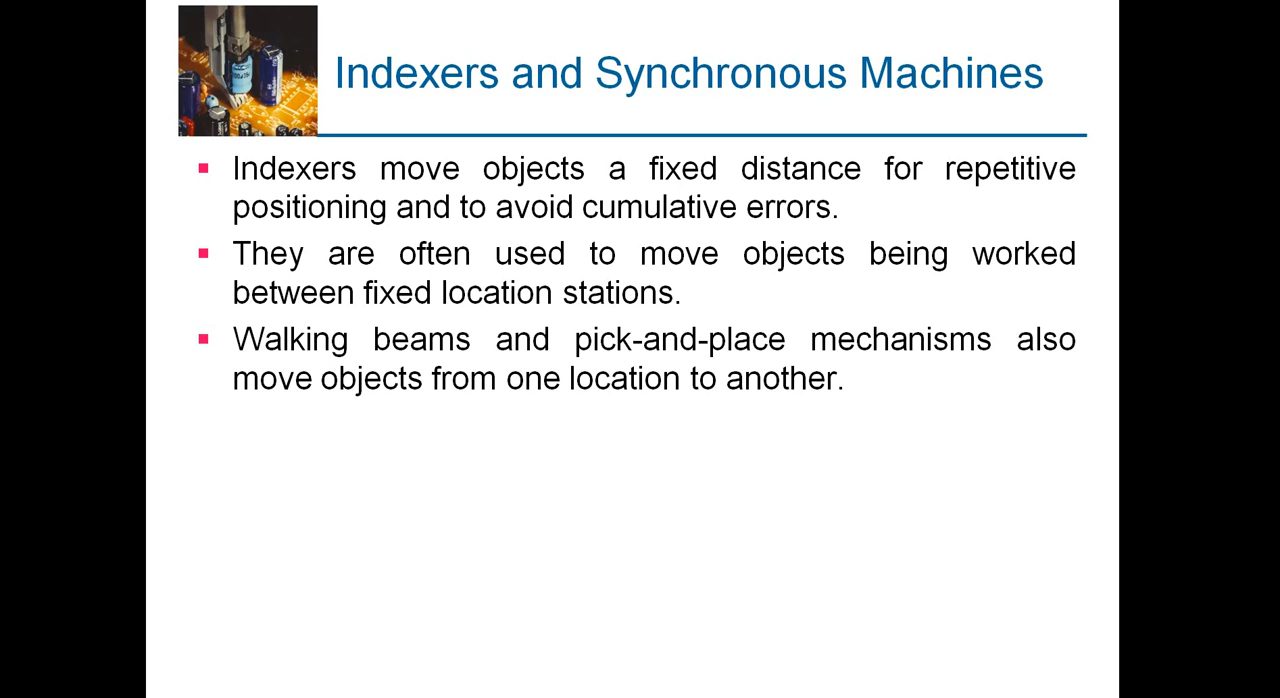 Indexers and Synchronous Machines
Indexers move objects a fixed distance for repetitive
positioning and to avoid cumulative errors.
They are often used to move objects being worked
between fixed location stations.
Walking beams and pick-and-place mechanisms also
move objects from one location to another.